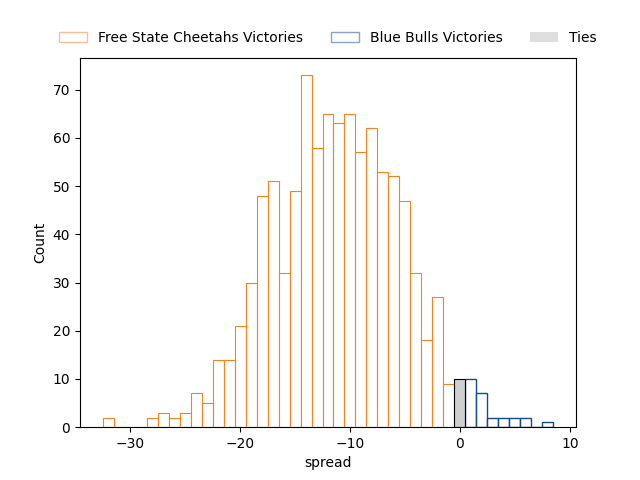 Free State Cheetahs Victories Blue Bulls Victories Ties
70
60
50
40
30
20
10
0
Count
−30 −20 −10 0 10
spread